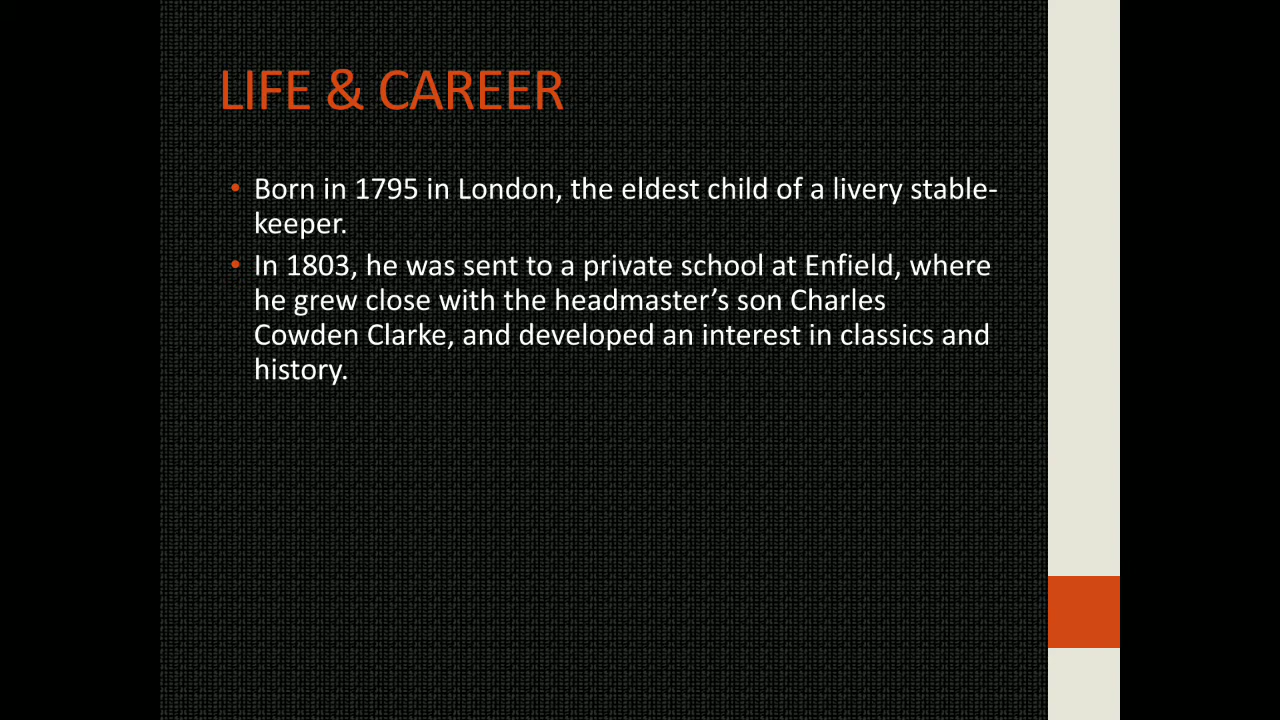 LIFE & CAREER
• Born in 1795 in London, the eldest child of a livery stable-
keeper.
• In 1803, he was sent to a private school at Enfield, where
he grew close with the headmaster’s son Charles
Cowden Clarke, and developed an interest in classics and
history.